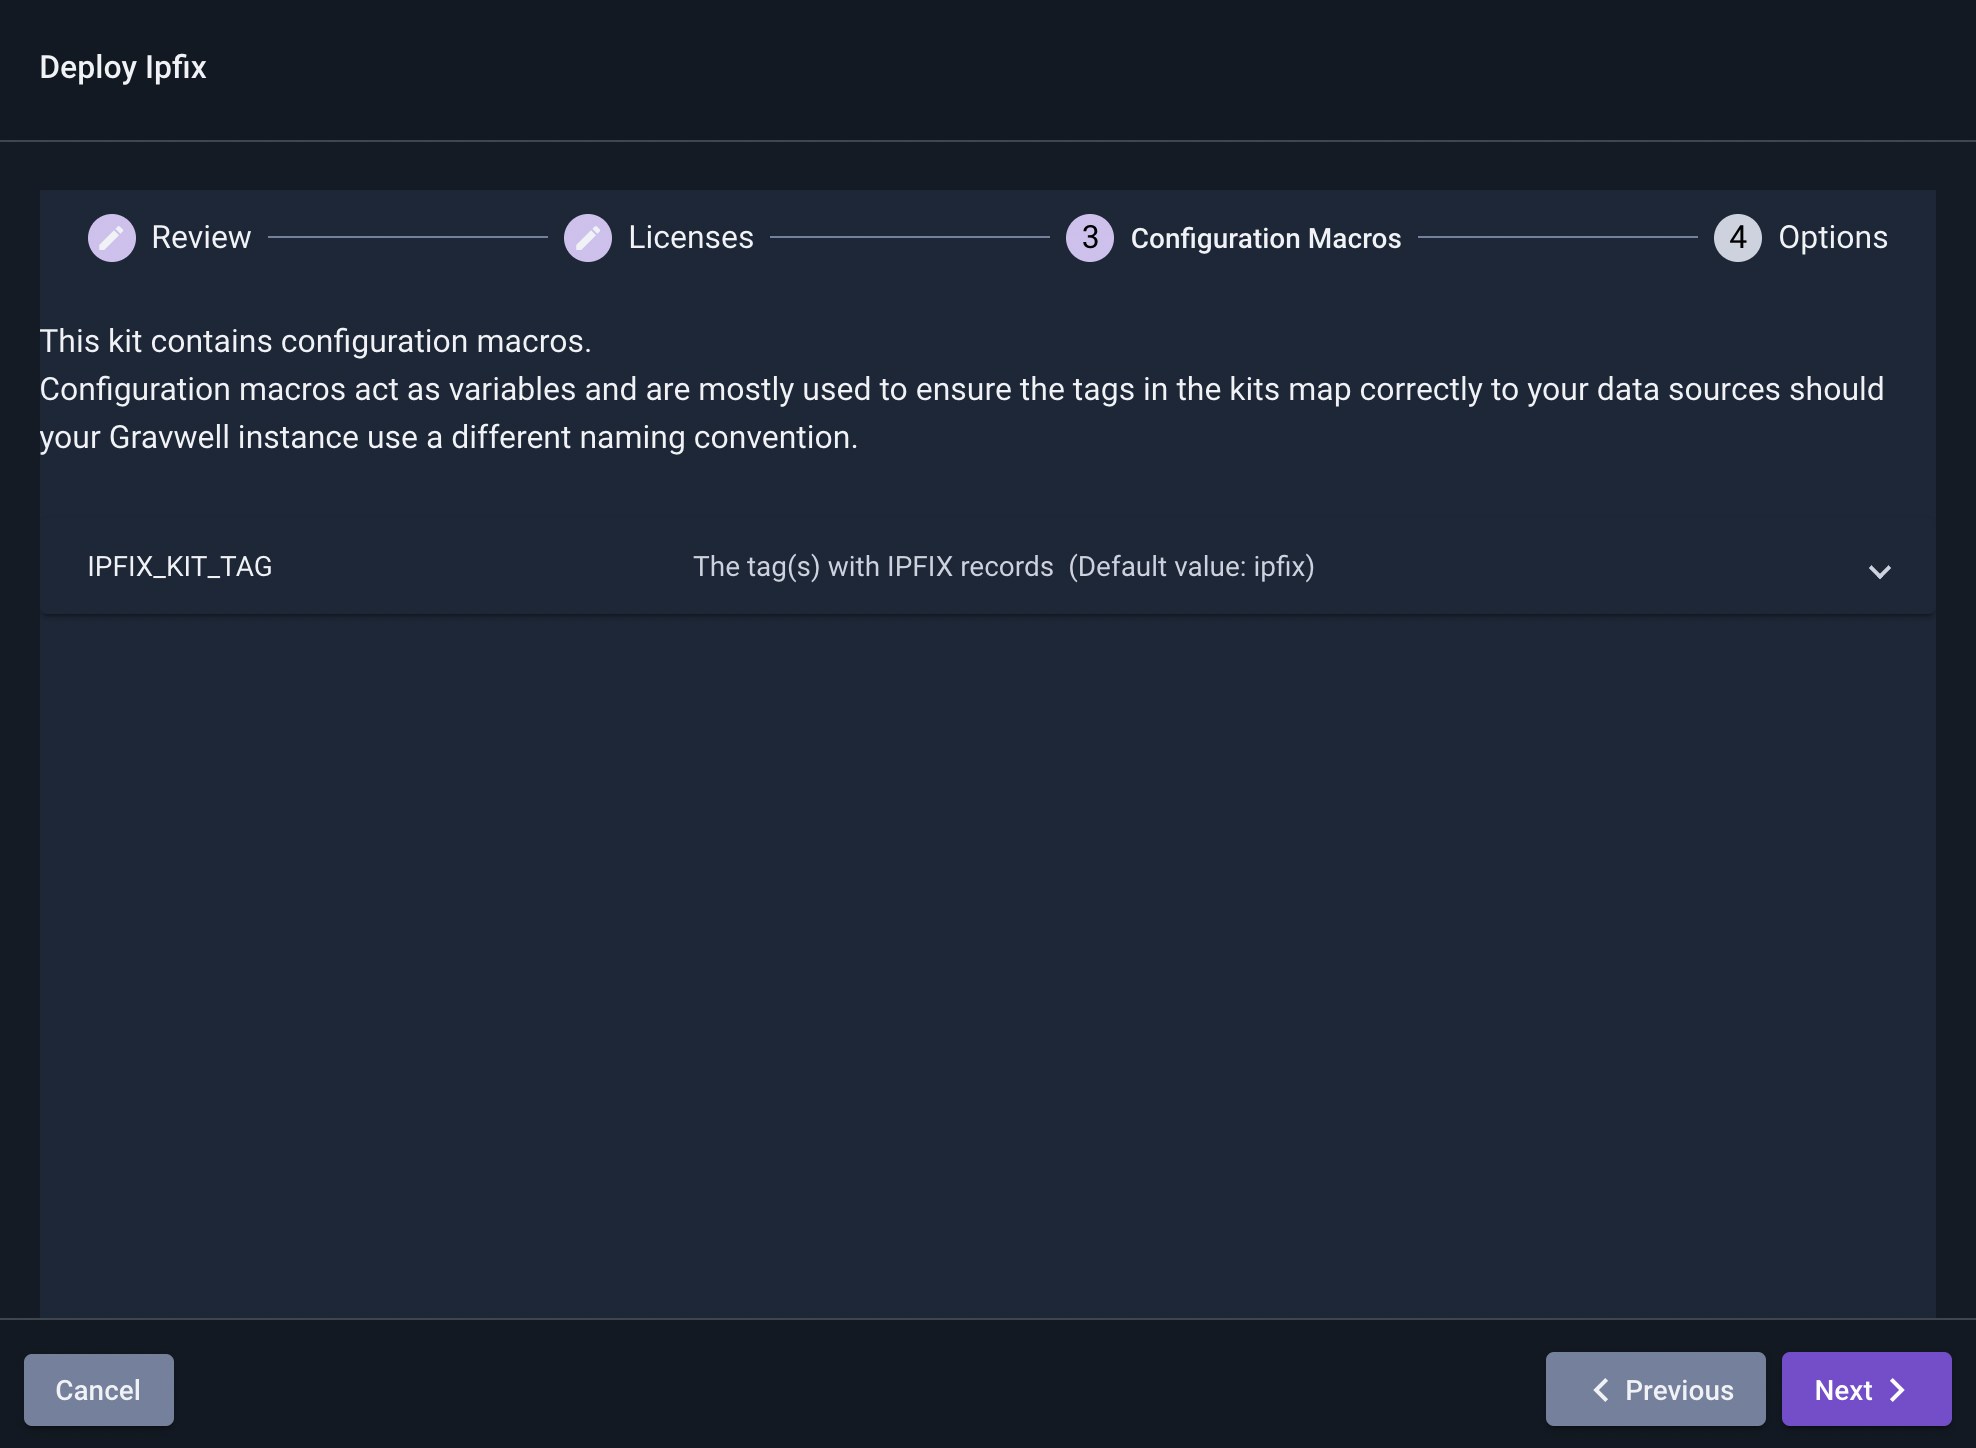 Deploy Ipfix
Review
Licenses
3 Configuration Macros
4 Options
This kit contains configuration macros.
Configuration macros act as variables and are mostly used to ensure the tags in the kits map correctly to your data sources should
your Gravwell instance use a different naming convention.
IPFIX_KIT_TAG
The tag(s) with IPFIX records (Default value: ipfix)
Cancel
Previous
Next